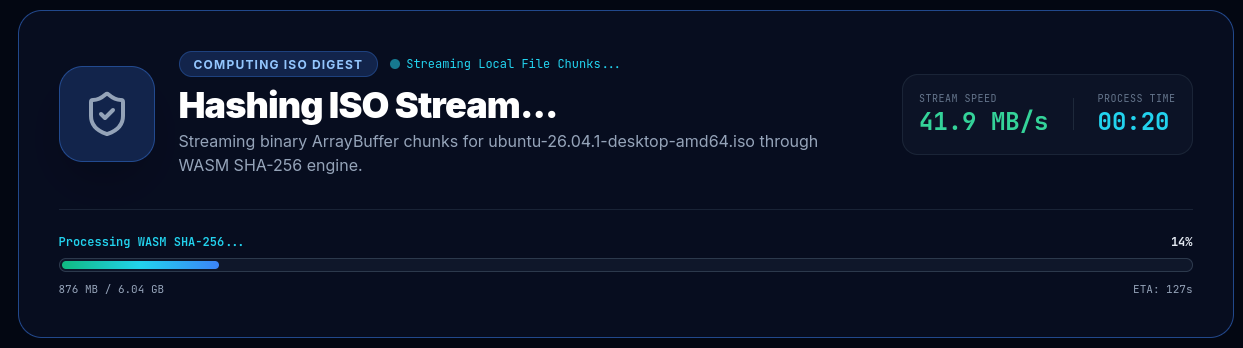 COMPUTING ISO DIGEST
Streaming Local File Chunks...
Hashing ISO Stream...
Streaming binary ArrayBuffer chunks for ubuntu-26.04.1-desktop-amd64.iso through
WASM SHA-256 engine.
STREAM SPEED
41.9 MB/s
PROCESS TIME
00:20
Processing WASM SHA-256...
14%
876 MB / 6.04 GB
ETA: 127s